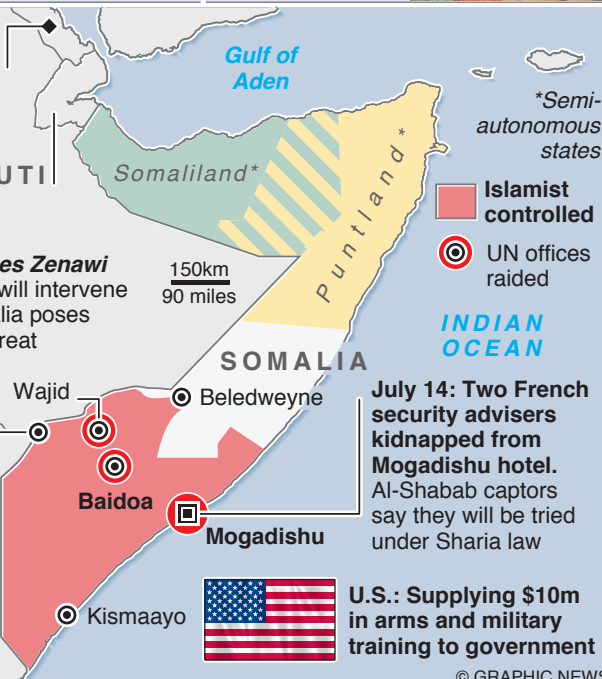 Gulf of
Aden
*Semi-
autonomous
states
UTI
Somaliland*
Puntland*
Islamist
controlled
UN offices
raided
es Zenawi
will intervene
lia poses
reat
150km
90 miles
INDIAN
OCEAN
SOMALIA
Wajid
Beledweyne
July 14: Two French
security advisers
kidnapped from
Mogadishu hotel.
Al-Shabab captors
say they will be tried
under Sharia law
Baidoa
Mogadishu
Kismaayo
U.S.: Supplying $10m
in arms and military
training to government
© GRAPHIC NEWS